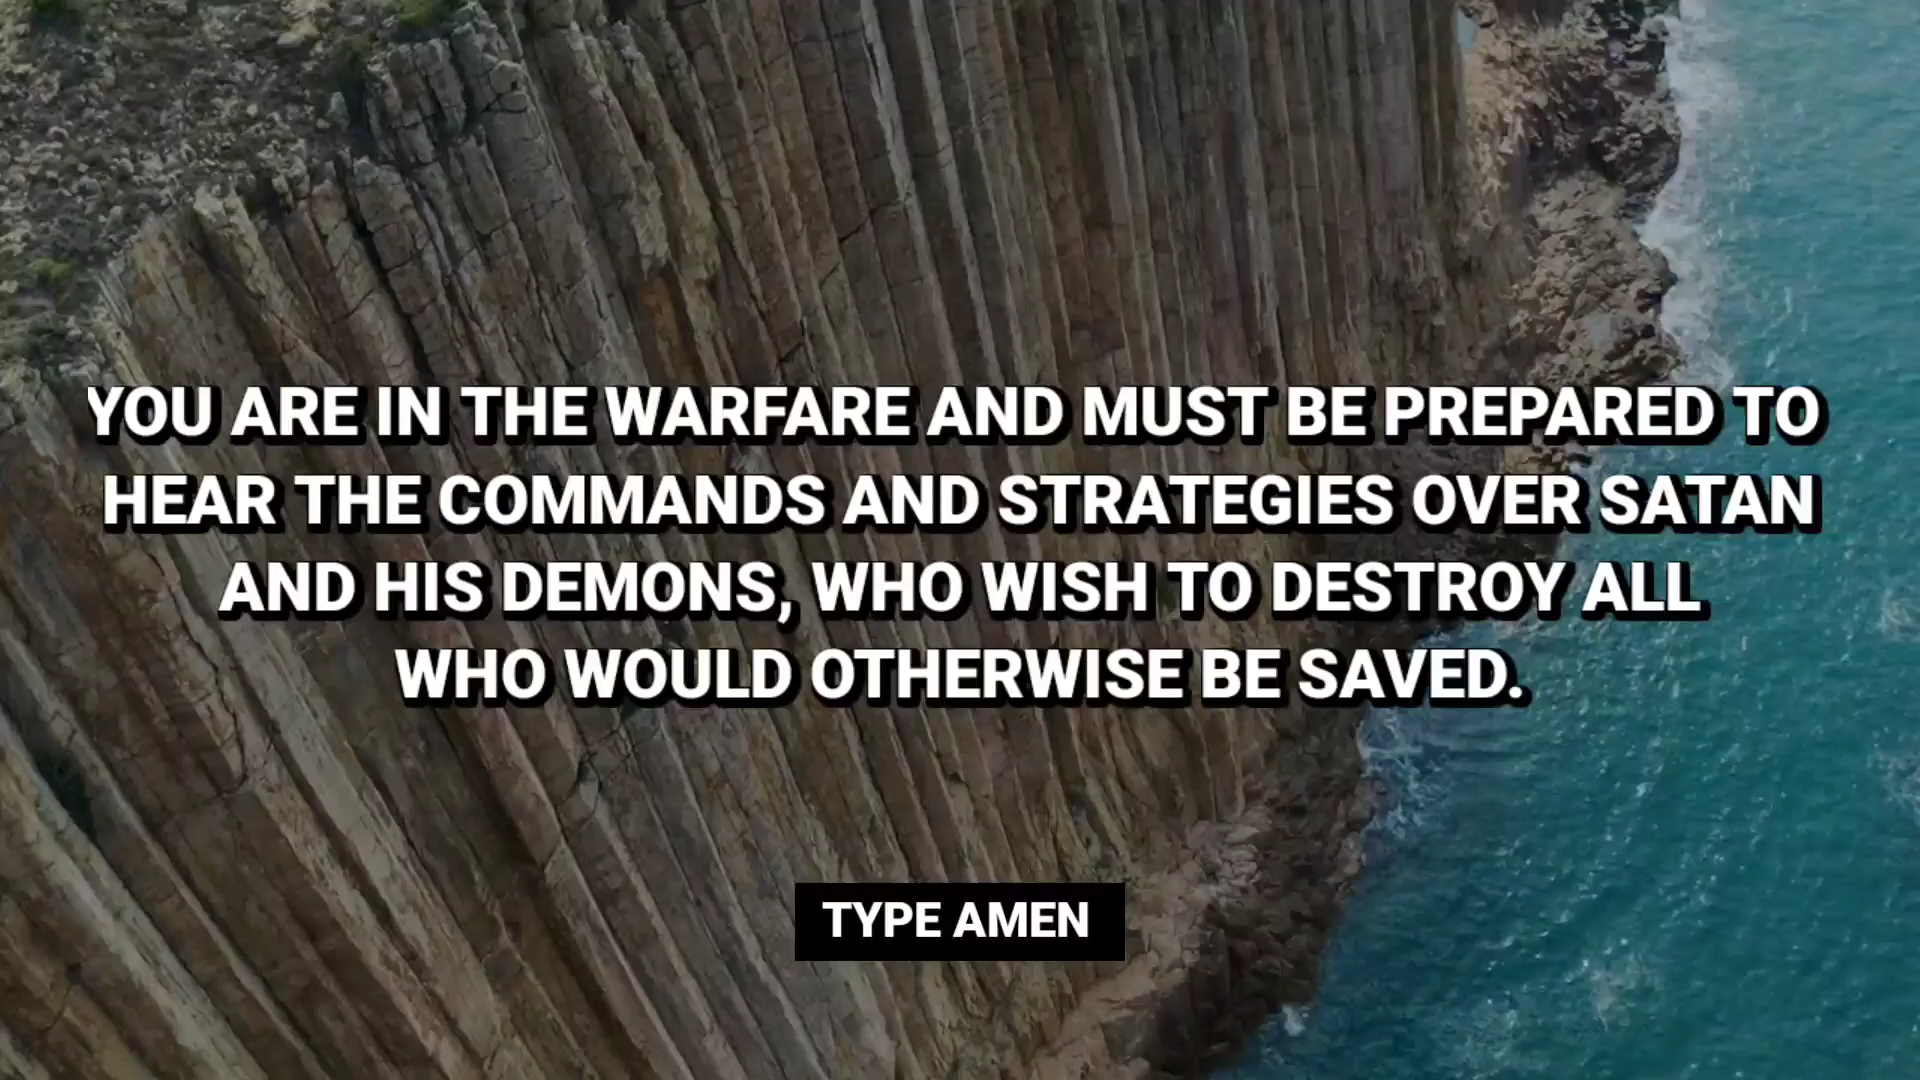 YOU ARE IN THE WARFARE AND MUST BE PREPARED TO
HEAR THE COMMANDS AND STRATEGIES OVER SATAN
AND HIS DEMONS, WHO WISH TO DESTROY ALL
WHO WOULD OTHERWISE BE SAVED.
TYPE AMEN